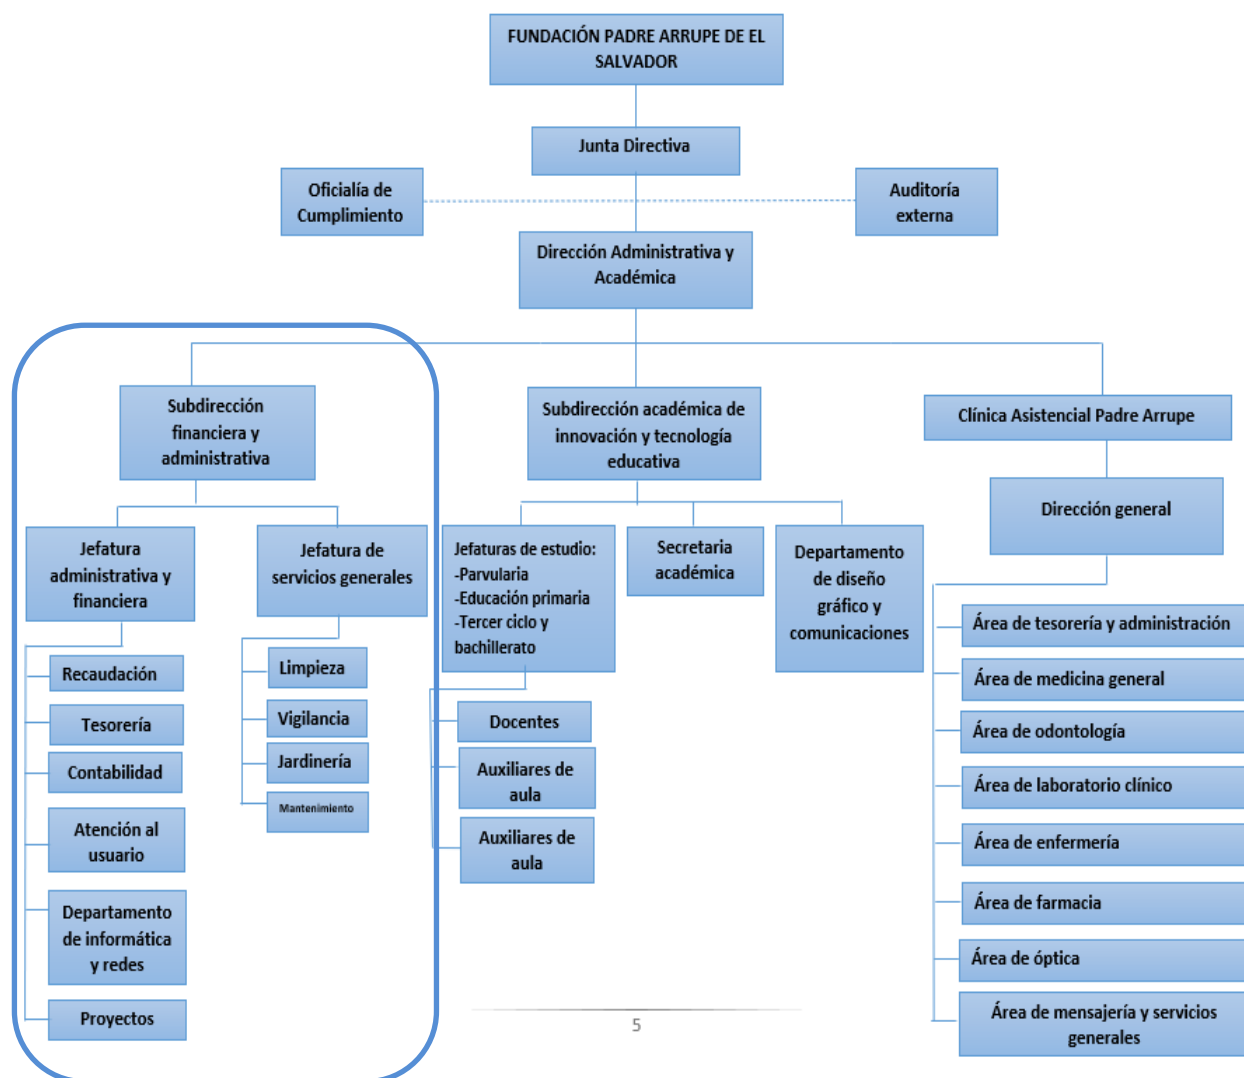 FUNDACIÓN PADRE ARRUPE DE EL
SALVADOR
Junta Directiva
Oficialía de
Cumplimiento
Auditoría
externa
Dirección Administrativa y
Académica
Subdirección
financiera y
administrativa
Subdirección académica de
innovación y tecnología
educativa
Clínica Asistencial Padre Arrupe
Jefatura
administrativa y
financiera
Jefatura de
servicios generales
Jefaturas de estudio:
-Parvularia
-Educación primaria
-Tercer ciclo y
bachillerato
Secretaria
académica
Departamento
de diseño
gráfico y
comunicaciones
Dirección general
Recaudación
Tesorería
Contabilidad
Atención al
usuario
Departamento
de informática
y redes
Proyectos
Limpieza
Vigilancia
Jardinería
Mantenimiento
Docentes
Auxiliares de
aula
Auxiliares de
aula
Área de tesorería y administración
Área de medicina general
Área de odontología
Área de laboratorio clínico
Área de enfermería
Área de farmacia
Área de óptica
Área de mensajería y servicios
generales
5